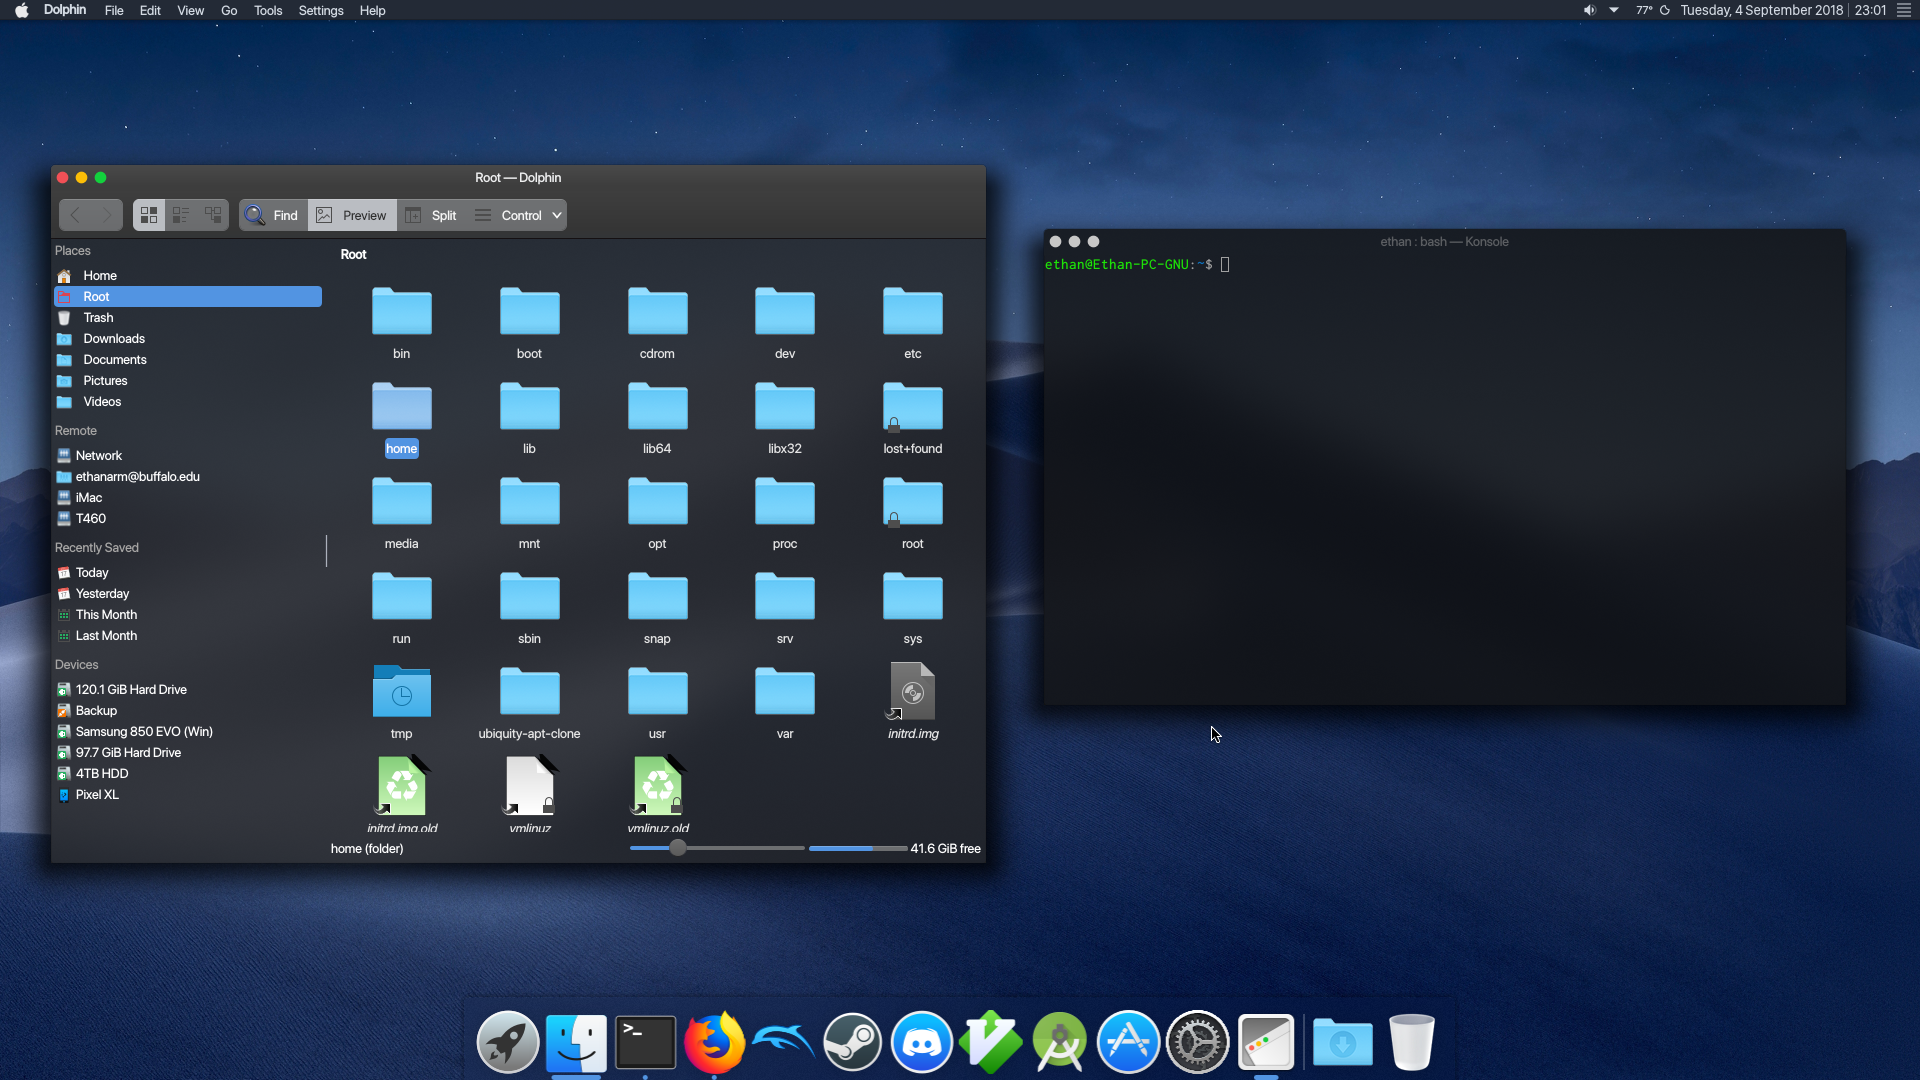 Dolphin File Edit View Go Tools Settings Help
77° Tuesday, 4 September 2018 23:01
Root — Dolphin
Find Preview Split Control
Places
Home
Root
Trash
Downloads
Documents
Pictures
Videos
Remote
Network
ethanarm@buffalo.edu
iMac
T460
Recently Saved
Today
Yesterday
This Month
Last Month
Devices
120.1 GiB Hard Drive
Backup
Samsung 850 EVO (Win)
97.7 GiB Hard Drive
4TB HDD
Pixel XL
Root
bin boot cdrom dev etc
home lib lib64 libx32 lost+found
media mnt opt proc root
run sbin snap srv sys
tmp ubiquity-apt-clone usr var initrd.img
initrd.img.old vmlinuz vmlinuz.old
home (folder) 41.6 GiB free
ethan : bash — Konsole
ethan@Ethan-PC-GNU:~$
>_